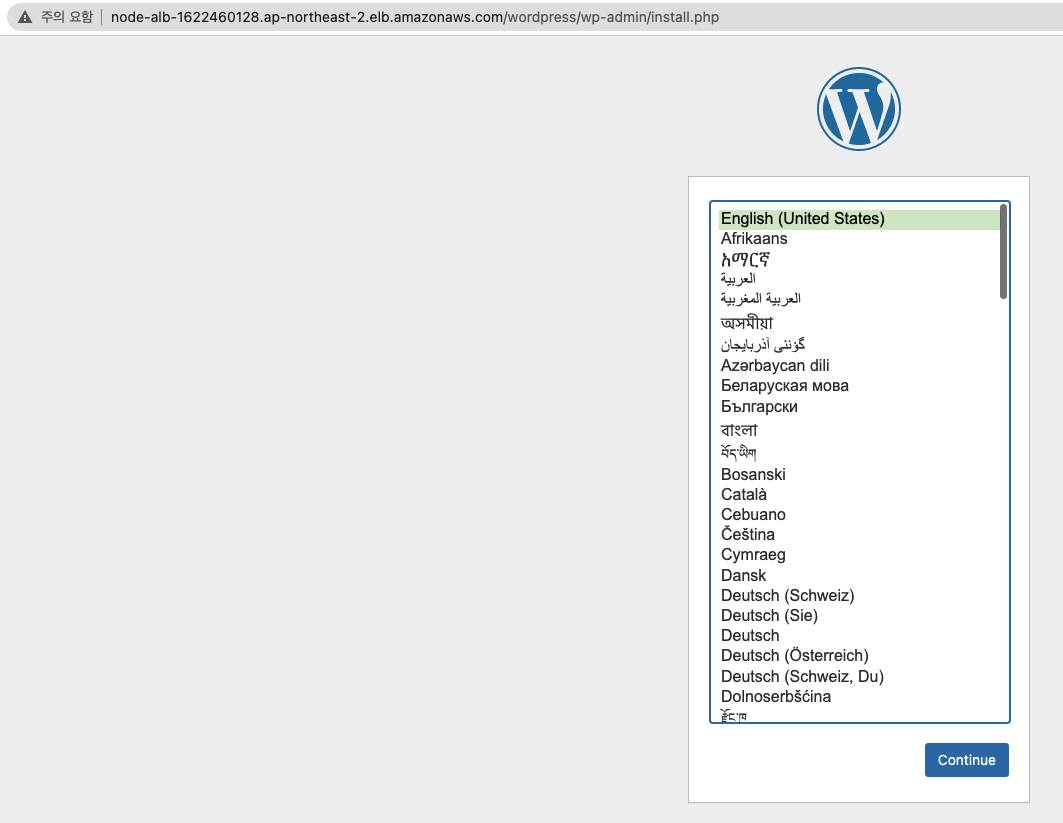 주의 요함 node-alb-1622460128.ap-northeast-2.elb.amazonaws.com/wordpress/wp-admin/install.php
English (United States)
Afrikaans
አማርኛ
العربية
العربية المغربية
অসমীয়া
گؤنئی آذربایجان
Azərbaycan dili
Беларуская мова
Български
বাংলা
བོད་ཡིག
Bosanski
Català
Cebuano
Čeština
Cymraeg
Dansk
Deutsch (Schweiz)
Deutsch (Sie)
Deutsch
Deutsch (Österreich)
Deutsch (Schweiz, Du)
Dolnoserbšćina
རྫོང་ཁ
Continue